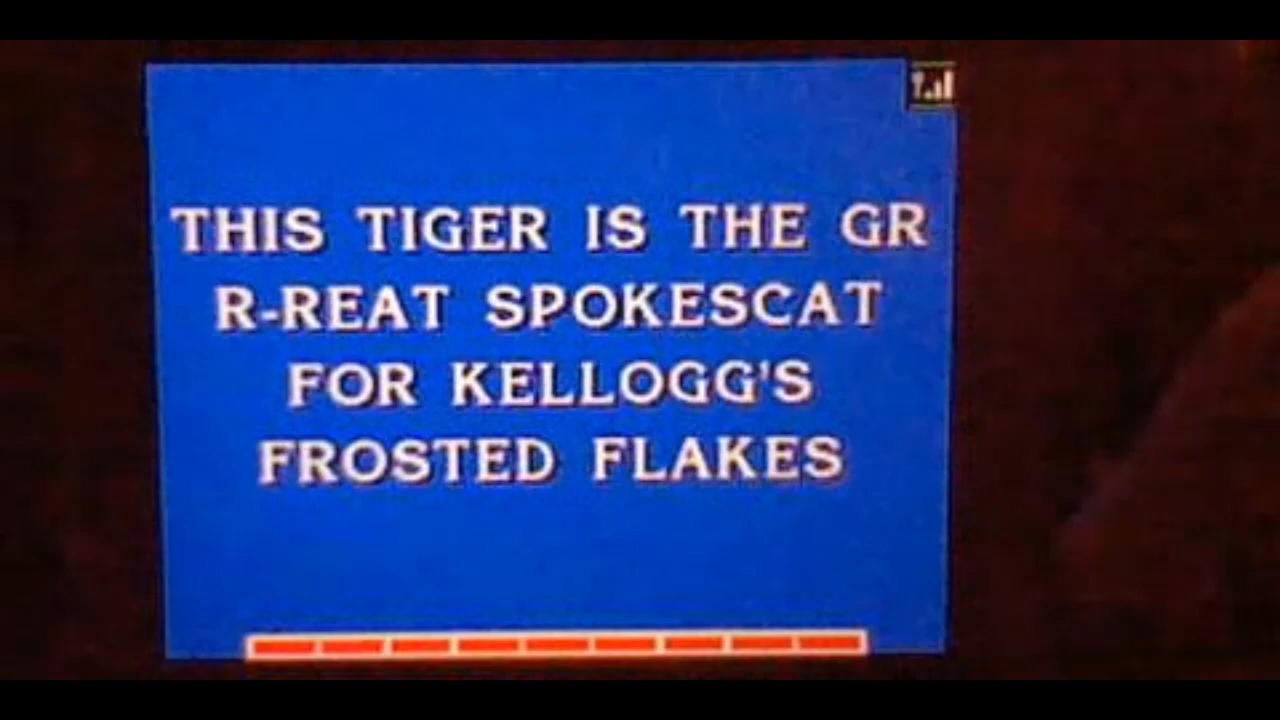 THIS TIGER IS THE GR
R-REAT SPOKESCAT
FOR KELLOGG'S
FROSTED FLAKES